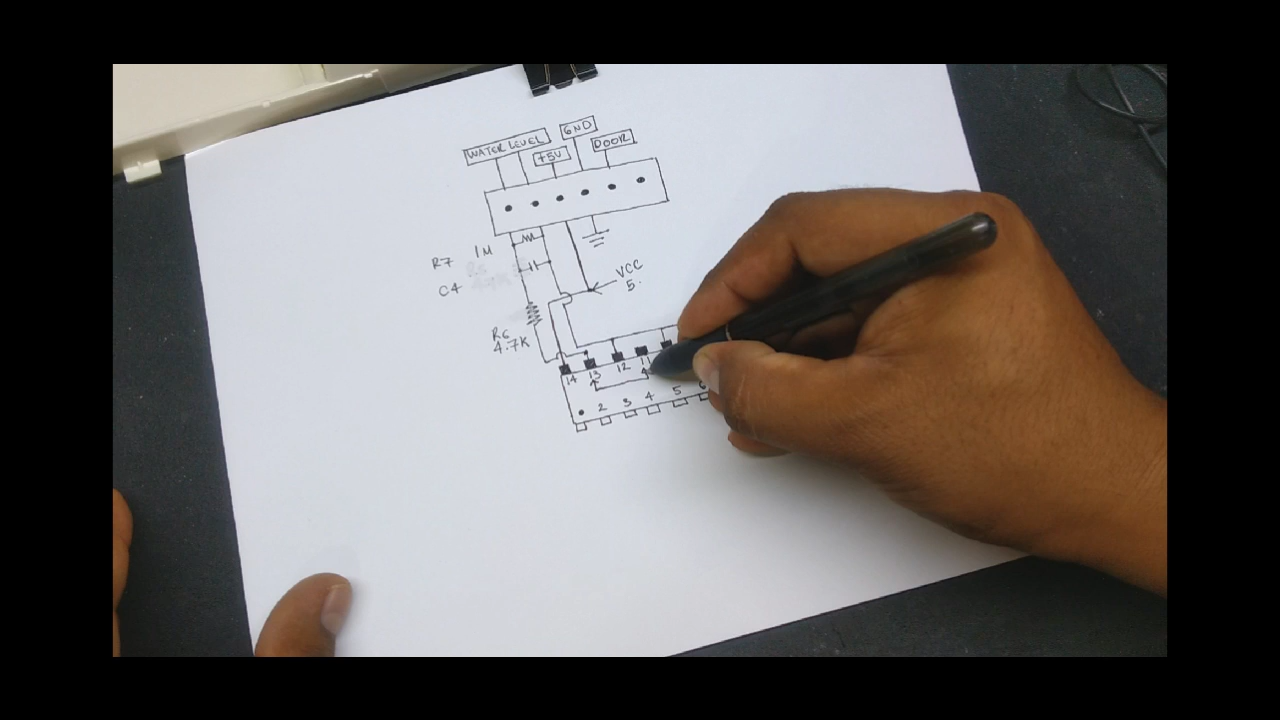 GND
WATER LEVEL
+5V
DOOR
1M
R7
C4
VCC
5.
R6
4.7K
14 13 12 11
2 3 4 5 6